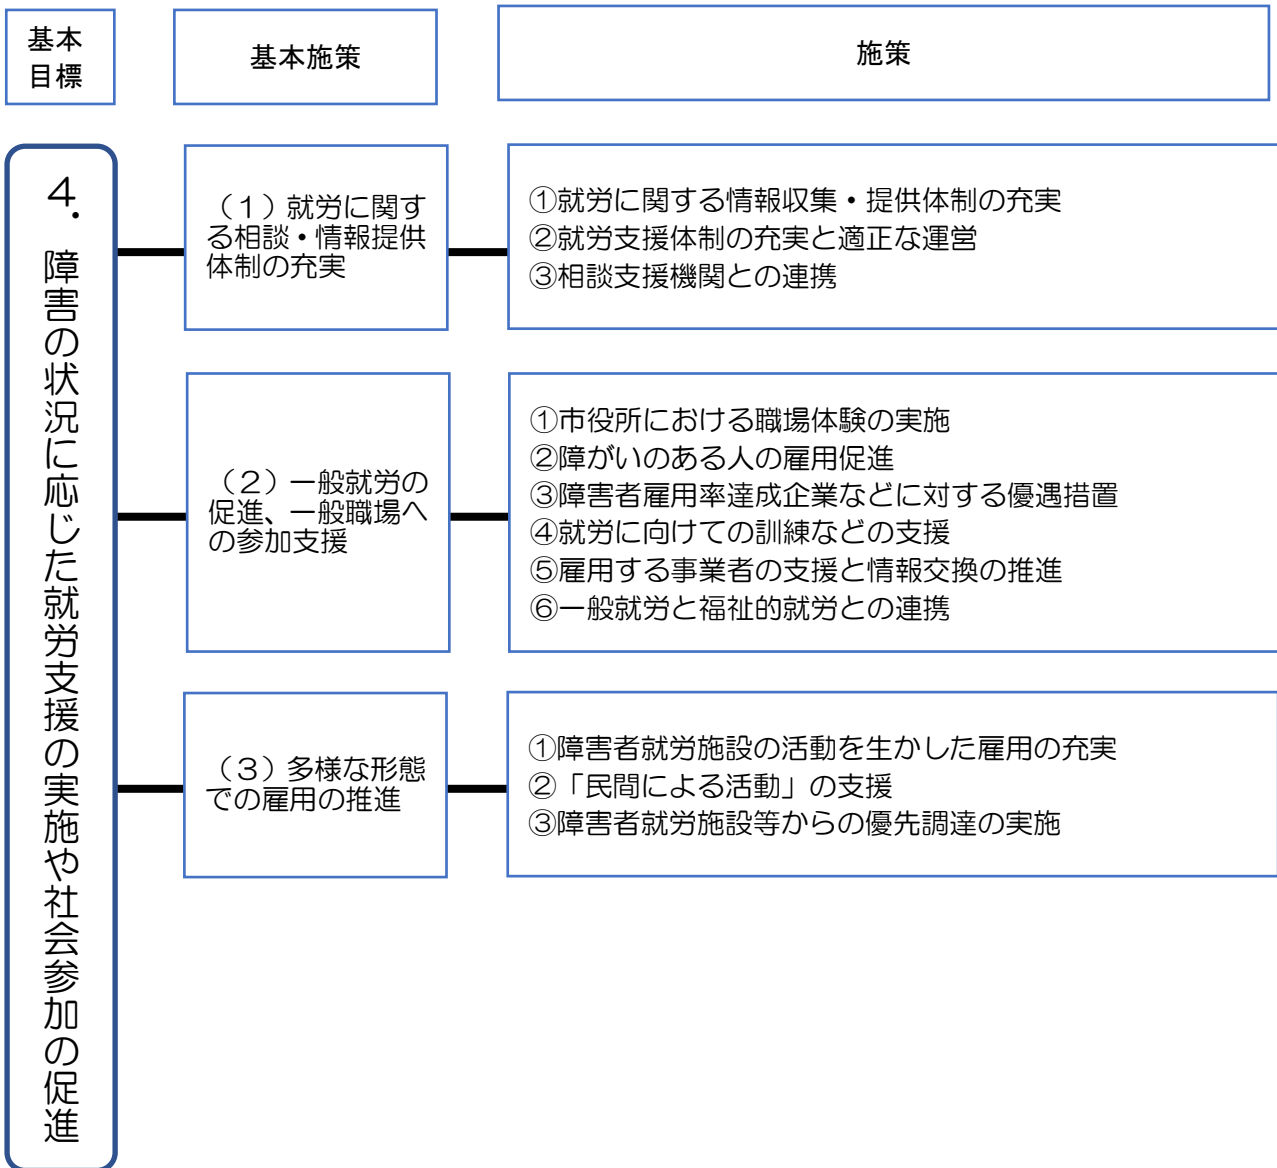 基本
目標
基本施策
施策
４．障害の状況に応じた就労支援の実施や社会参加の促進
（１）就労に関す
る相談・情報提供
体制の充実
①就労に関する情報収集・提供体制の充実
②就労支援体制の充実と適正な運営
③相談支援機関との連携
（２）一般就労の
促進、一般職場へ
の参加支援
①市役所における職場体験の実施
②障がいのある人の雇用促進
③障害者雇用率達成企業などに対する優遇措置
④就労に向けての訓練などの支援
⑤雇用する事業者の支援と情報交換の推進
⑥一般就労と福祉的就労との連携
（３）多様な形態
での雇用の推進
①障害者就労施設の活動を生かした雇用の充実
②「民間による活動」の支援
③障害者就労施設等からの優先調達の実施